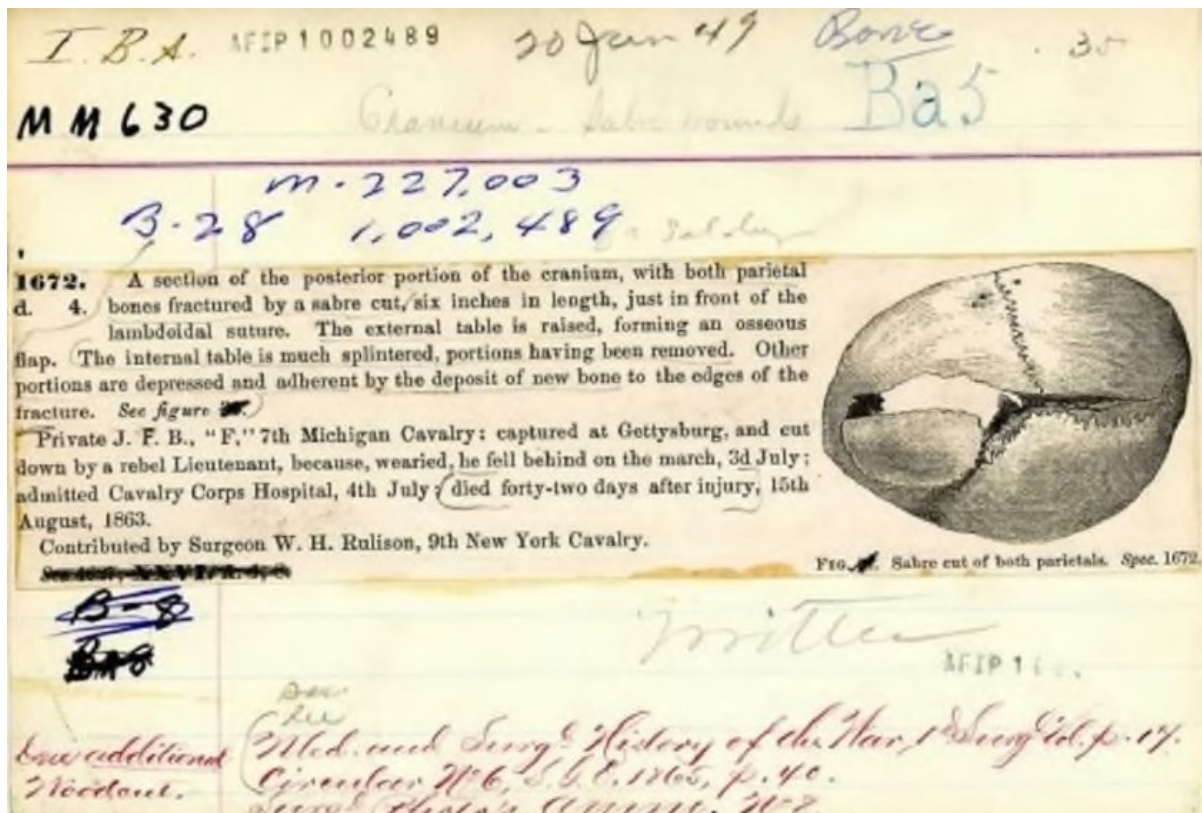 I. B. A. AFIP 1002489 20 Jan 49 Bone . 35
MM630 Cranium - Sabre wounds Ba5
M-227,003
B-28 1,002,489
1672. A section of the posterior portion of the cranium, with both parietal
d. 4. bones fractured by a sabre cut, six inches in length, just in front of the
lambdoidal suture. The external table is raised, forming an osseous
flap. The internal table is much splintered, portions having been removed. Other
portions are depressed and adherent by the deposit of new bone to the edges of the
fracture. See figure
Private J. F. B., "F," 7th Michigan Cavalry: captured at Gettysburg, and cut
down by a rebel Lieutenant, because, wearied, he fell behind on the march, 3d July;
admitted Cavalry Corps Hospital, 4th July; died forty-two days after injury, 15th
August, 1863.
Contributed by Surgeon W. H. Rulison, 9th New York Cavalry.
FIG. Sabre cut of both parietals. Spec. 1672.
B-8
AFIP 1
See
additional
Woodcut.
Med. and Surgl. History of the War, 1st Surg. Vol. p. 17.
Circular No 6, S. G. O. 1865, p. 40.